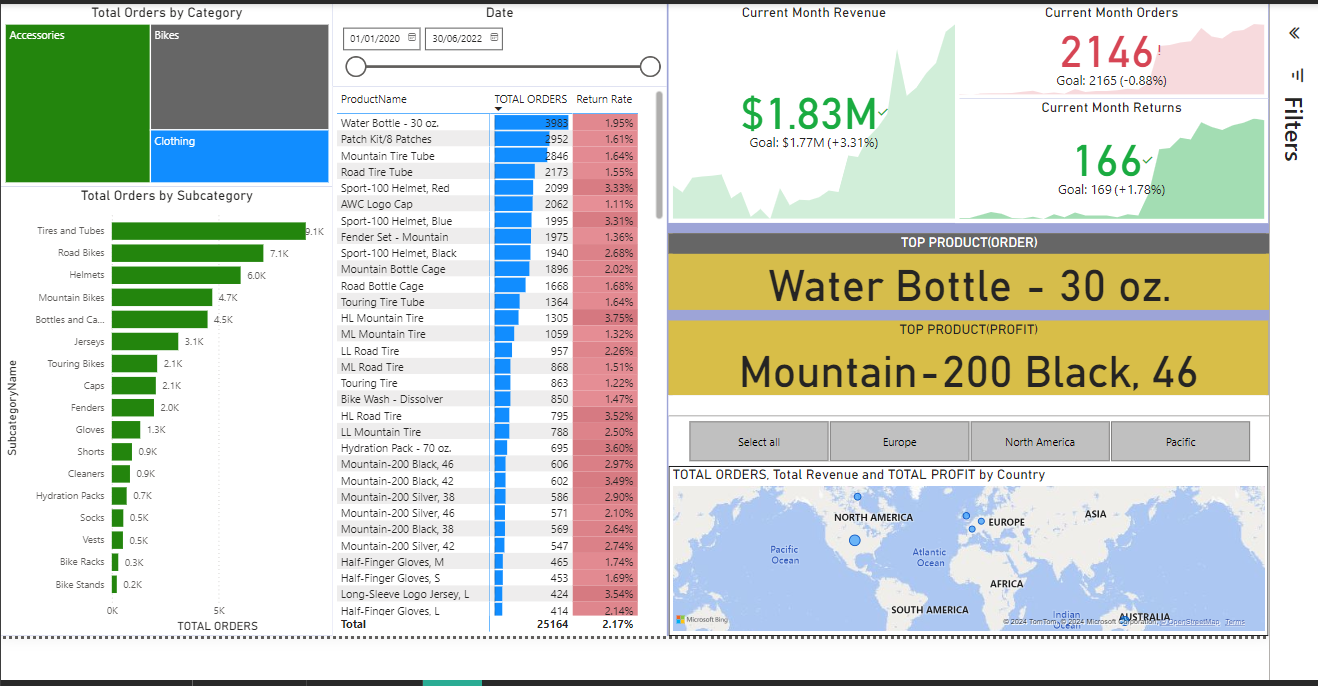 Total Orders by Category
Accessories
Bikes
Clothing
Total Orders by Subcategory
SubcategoryName
Tires and Tubes 9.1K
Road Bikes 7.1K
Helmets 6.0K
Mountain Bikes 4.7K
Bottles and Ca... 4.5K
Jerseys 3.1K
Touring Bikes 2.1K
Caps 2.1K
Fenders 2.0K
Gloves 1.3K
Shorts 0.9K
Cleaners 0.9K
Hydration Packs 0.7K
Socks 0.5K
Vests 0.5K
Bike Racks 0.3K
Bike Stands 0.2K
0K 5K
TOTAL ORDERS
Date
01/01/2020 30/06/2022
ProductName TOTAL ORDERS Return Rate
Water Bottle - 30 oz. 3983 1.95%
Patch Kit/8 Patches 2952 1.61%
Mountain Tire Tube 2846 1.64%
Road Tire Tube 2173 1.55%
Sport-100 Helmet, Red 2099 3.33%
AWC Logo Cap 2062 1.11%
Sport-100 Helmet, Blue 1995 3.31%
Fender Set - Mountain 1975 1.36%
Sport-100 Helmet, Black 1940 2.68%
Mountain Bottle Cage 1896 2.02%
Road Bottle Cage 1668 1.68%
Touring Tire Tube 1364 1.64%
HL Mountain Tire 1305 3.75%
ML Mountain Tire 1059 1.32%
LL Road Tire 957 2.26%
ML Road Tire 868 1.51%
Touring Tire 863 1.22%
Bike Wash - Dissolver 850 1.47%
HL Road Tire 795 3.52%
LL Mountain Tire 788 2.50%
Hydration Pack - 70 oz. 695 3.60%
Mountain-200 Black, 46 606 2.97%
Mountain-200 Black, 42 602 3.49%
Mountain-200 Silver, 38 586 2.90%
Mountain-200 Silver, 46 571 2.10%
Mountain-200 Black, 38 569 2.64%
Mountain-200 Silver, 42 547 2.74%
Half-Finger Gloves, M 465 1.74%
Half-Finger Gloves, S 453 1.69%
Long-Sleeve Logo Jersey, L 424 3.54%
Half-Finger Gloves, L 414 2.14%
Total 25164 2.17%
Current Month Revenue
$1.83M
Goal: $1.77M (+3.31%)
Current Month Orders
2146!
Goal: 2165 (-0.88%)
Current Month Returns
166
Goal: 169 (+1.78%)
TOP PRODUCT(ORDER)
Water Bottle - 30 oz.
TOP PRODUCT(PROFIT)
Mountain-200 Black, 46
Select all Europe North America Pacific
TOTAL ORDERS, Total Revenue and TOTAL PROFIT by Country
NORTH AMERICA
EUROPE
ASIA
Pacific
Ocean
Atlantic
Ocean
AFRICA
SOUTH AMERICA
Indian
Ocean
AUSTRALIA
Microsoft Bing
© 2024 TomTom, © 2024 Microsoft Corporation, © OpenStreetMap Terms
Filters